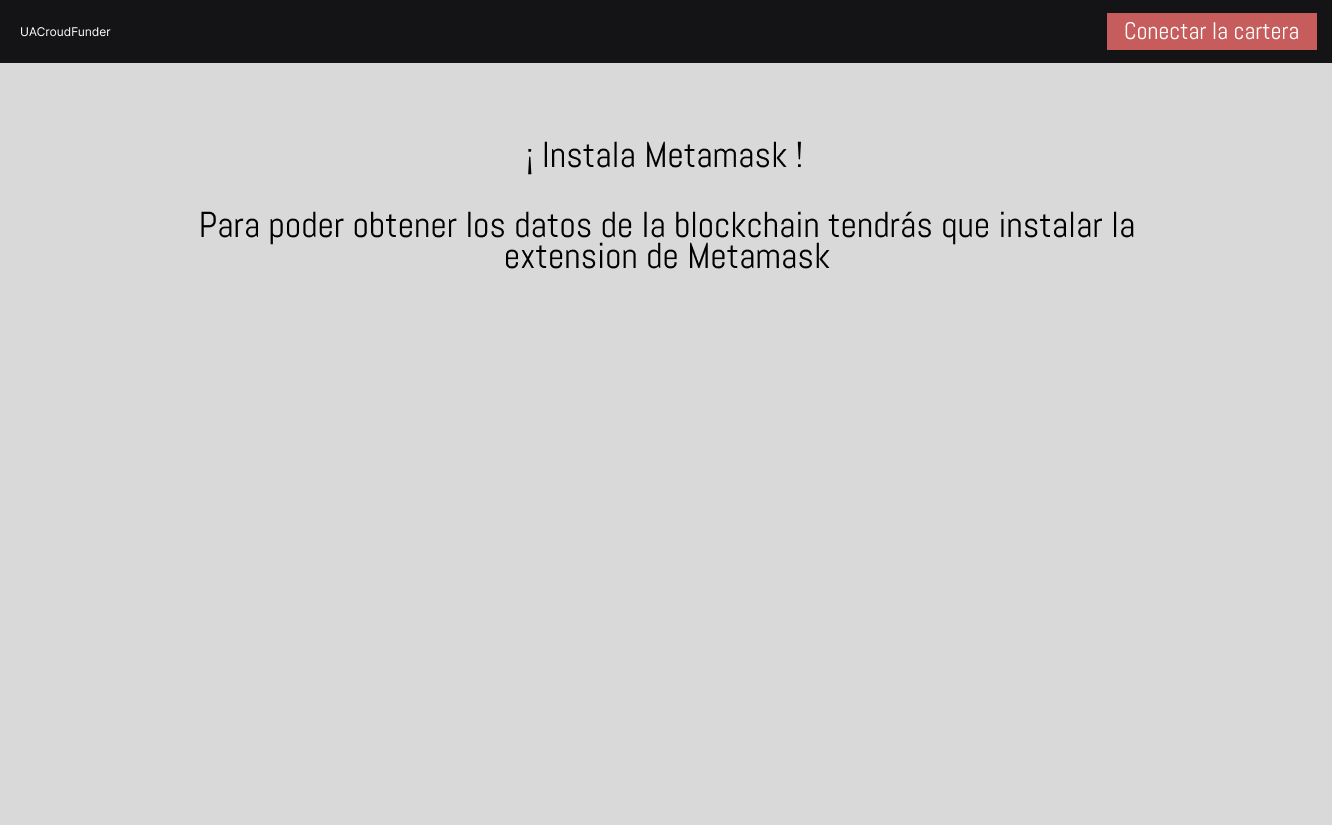 UACroudFunder
Conectar la cartera
¡ Instala Metamask !
Para poder obtener los datos de la blockchain tendrás que instalar la
extension de Metamask